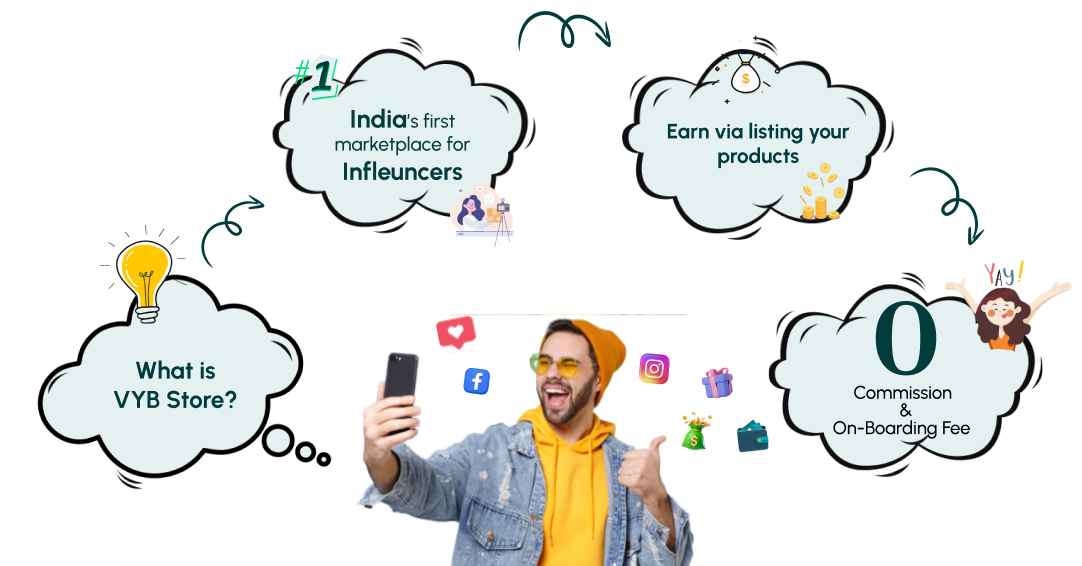 What is
VYB Store?
#1
India's first
marketplace for
Infleuncers
$
Earn via listing your
products
YAY!
0
Commission
&
On-Boarding Fee
$